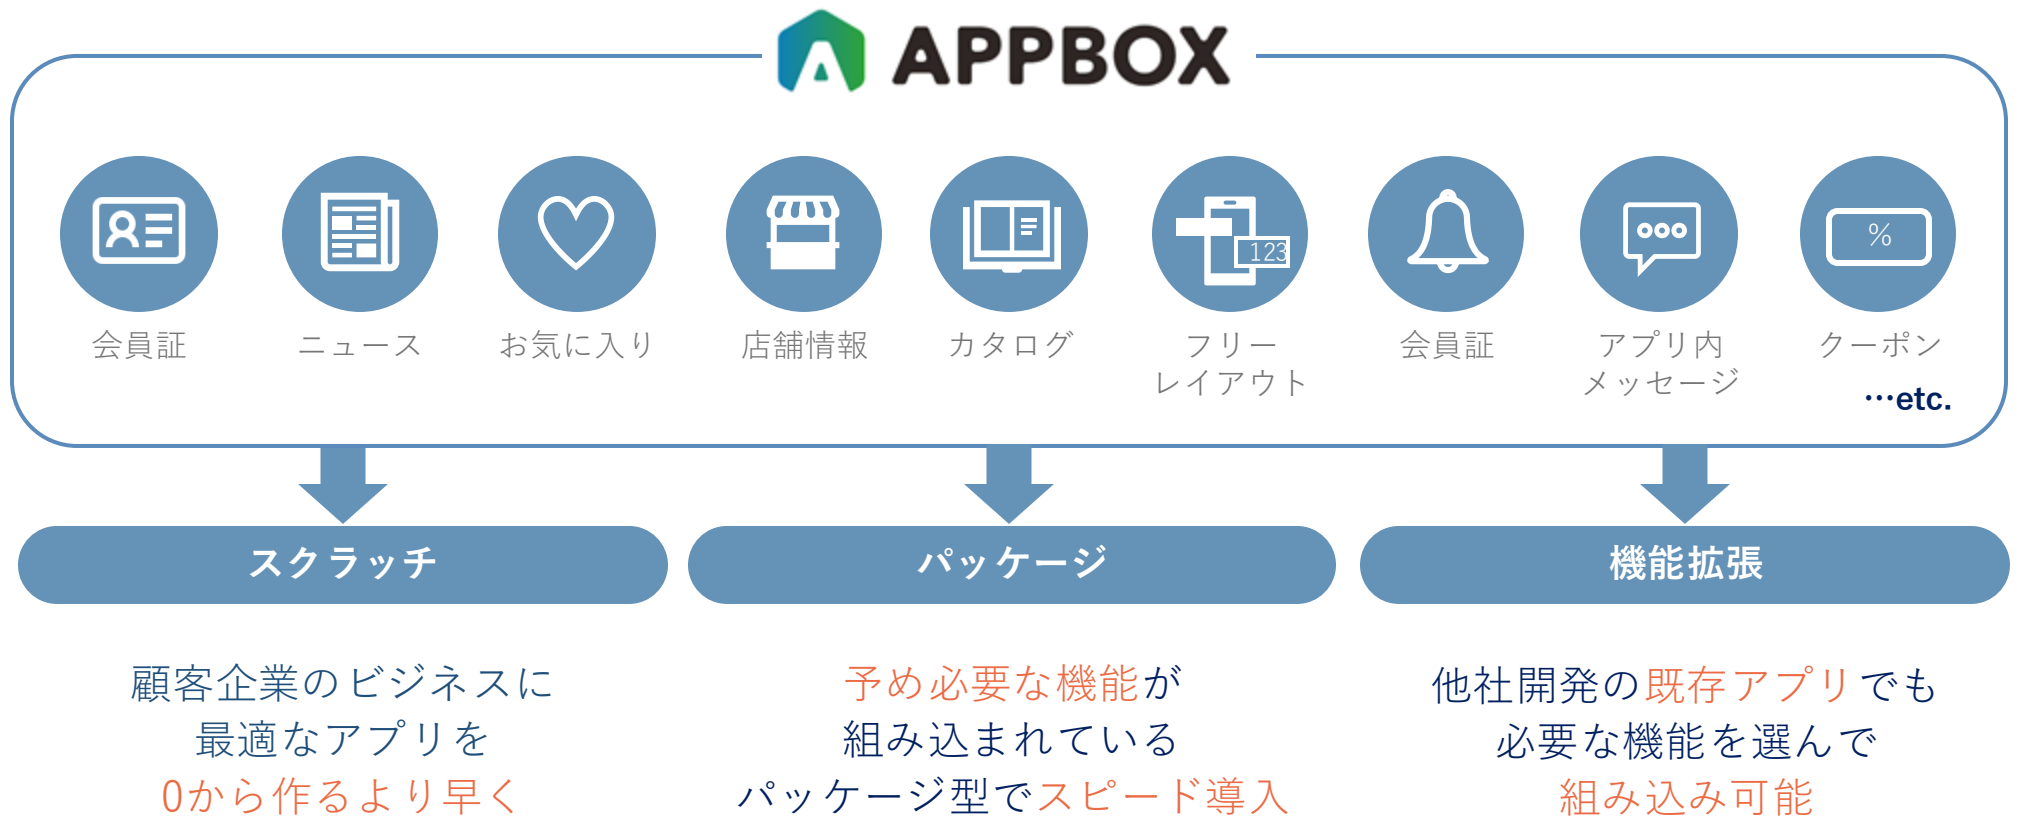 APPBOX
123
%
会員証
ニュース
お気に入り
店舗情報
カタログ
フリー
レイアウト
会員証
アプリ内
メッセージ
クーポン
…etc.
スクラッチ
パッケージ
機能拡張
顧客企業のビジネスに
最適なアプリを
0から作るより早く
予め必要な機能が
組み込まれている
パッケージ型でスピード導入
他社開発の既存アプリでも
必要な機能を選んで
組み込み可能